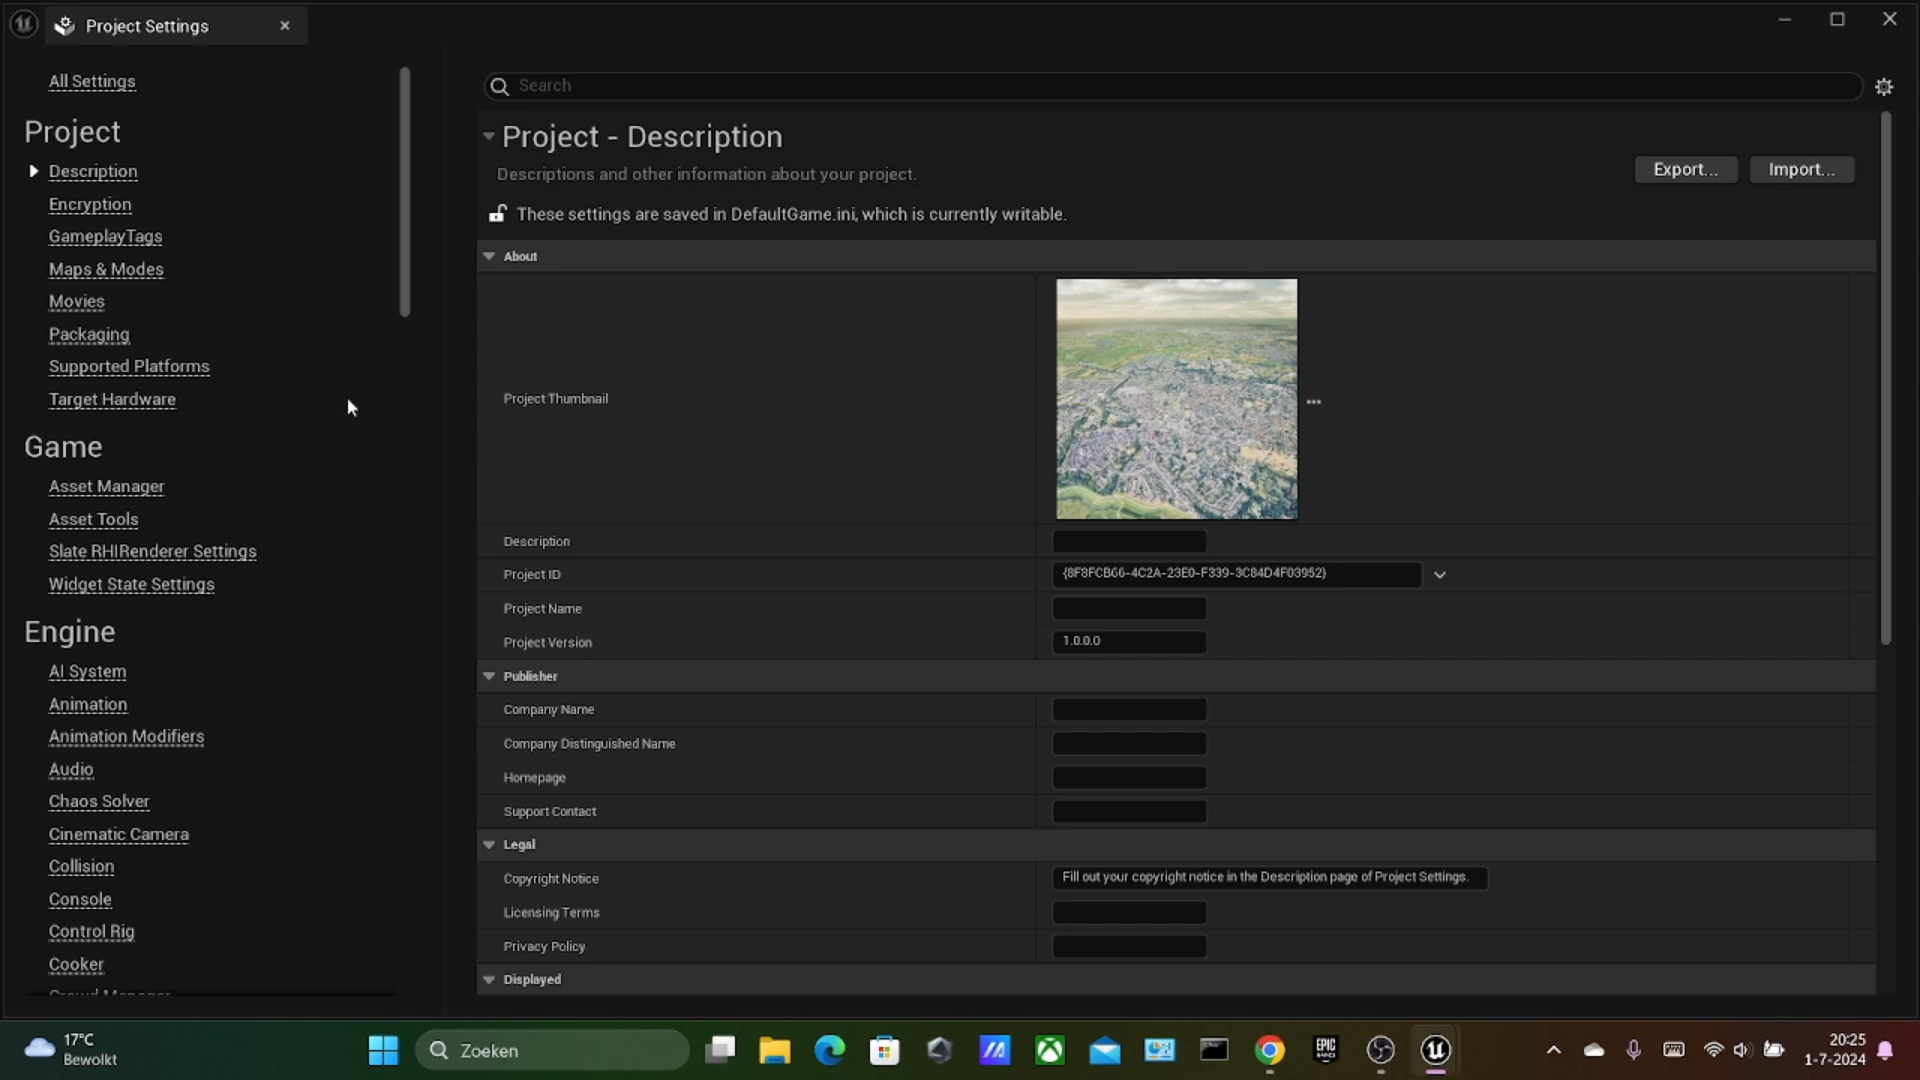 Project Settings
All Settings
Project
Description
Encryption
GameplayTags
Maps & Modes
Movies
Packaging
Supported Platforms
Target Hardware
Game
Asset Manager
Asset Tools
Slate RHIRenderer Settings
Widget State Settings
Engine
AI System
Animation
Animation Modifiers
Audio
Chaos Solver
Cinematic Camera
Collision
Console
Control Rig
Cooker
Crowd Manager
Search
Project - Description
Descriptions and other information about your project.
Export...
Import...
These settings are saved in DefaultGame.ini, which is currently writable.
About
Project Thumbnail
Description
Project ID
{8F8FCB66-4C2A-23E0-F339-3C84D4F03952}
Project Name
Project Version
1.0.0.0
Publisher
Company Name
Company Distinguished Name
Homepage
Support Contact
Legal
Copyright Notice
Fill out your copyright notice in the Description page of Project Settings.
Licensing Terms
Privacy Policy
Displayed
17°C
Bewolkt
Zoeken
EPIC
GAMES
20:25
1-7-2024